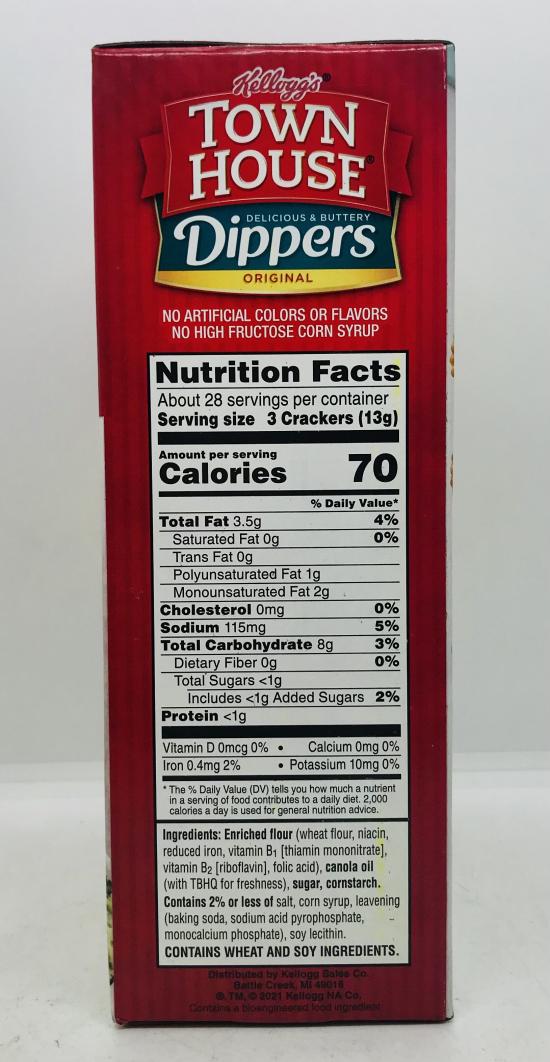 Kellogg's®
TOWN
HOUSE®
DELICIOUS & BUTTERY
Dippers
ORIGINAL
NO ARTIFICIAL COLORS OR FLAVORS
NO HIGH FRUCTOSE CORN SYRUP
Nutrition Facts
About 28 servings per container
Serving size 3 Crackers (13g)
Amount per serving
Calories 70
% Daily Value*
Total Fat 3.5g 4%
Saturated Fat 0g 0%
Trans Fat 0g
Polyunsaturated Fat 1g
Monounsaturated Fat 2g
Cholesterol 0mg 0%
Sodium 115mg 5%
Total Carbohydrate 8g 3%
Dietary Fiber 0g 0%
Total Sugars <1g
Includes <1g Added Sugars 2%
Protein <1g
Vitamin D 0mcg 0% • Calcium 0mg 0%
Iron 0.4mg 2% • Potassium 10mg 0%
* The % Daily Value (DV) tells you how much a nutrient
in a serving of food contributes to a daily diet. 2,000
calories a day is used for general nutrition advice.
Ingredients: Enriched flour (wheat flour, niacin,
reduced iron, vitamin B₁ [thiamin mononitrate],
vitamin B₂ [riboflavin], folic acid), canola oil
(with TBHQ for freshness), sugar, cornstarch.
Contains 2% or less of salt, corn syrup, leavening
(baking soda, sodium acid pyrophosphate,
monocalcium phosphate), soy lecithin.
CONTAINS WHEAT AND SOY INGREDIENTS.
Distributed by Kellogg Sales Co.
Battle Creek, MI 49016
®, TM, © 2021 Kellogg NA Co.
Contains a bioengineered food ingredient